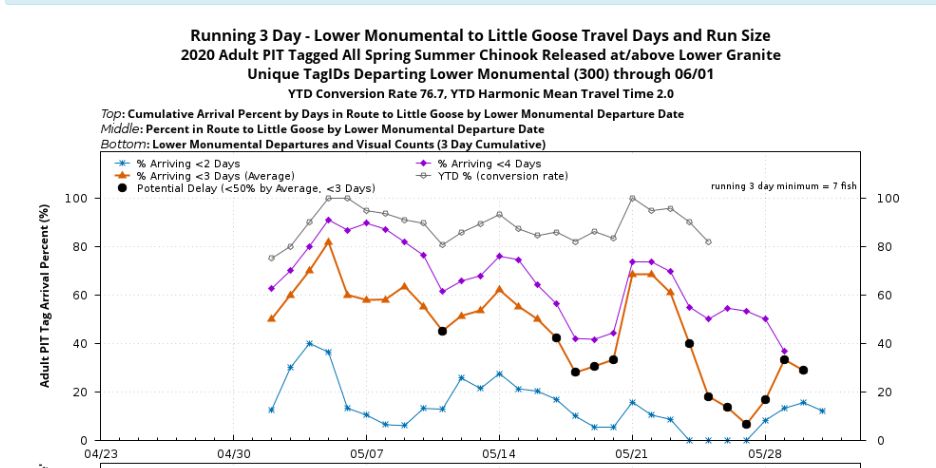 Running 3 Day - Lower Monumental to Little Goose Travel Days and Run Size
2020 Adult PIT Tagged All Spring Summer Chinook Released at/above Lower Granite
Unique TagIDs Departing Lower Monumental (300) through 06/01
YTD Conversion Rate 76.7, YTD Harmonic Mean Travel Time 2.0
Top: Cumulative Arrival Percent by Days in Route to Little Goose by Lower Monumental Departure Date
Middle: Percent in Route to Little Goose by Lower Monumental Departure Date
Bottom: Lower Monumental Departures and Visual Counts (3 Day Cumulative)
% Arriving <2 Days
% Arriving <4 Days
% Arriving <3 Days (Average)
YTD % (conversion rate)
Potential Delay (<50% by Average, <3 Days)
running 3 day minimum = 7 fish
Adult PIT Tag Arrival Percent (%)
100
100
80
80
60
60
40
40
20
20
0
0
04/23
04/30
05/07
05/14
05/21
05/28